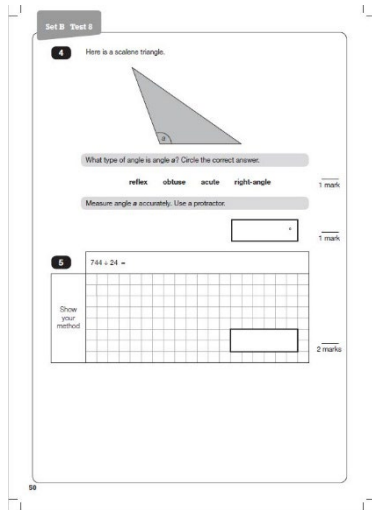 Set B Test 8
4 Here is a scalene triangle.
a
What type of angle is angle a? Circle the correct answer.
reflex obtuse acute right-angle
1 mark
Measure angle a accurately. Use a protractor.
°
1 mark
5 744 ÷ 24 =
Show
your
method
2 marks
50